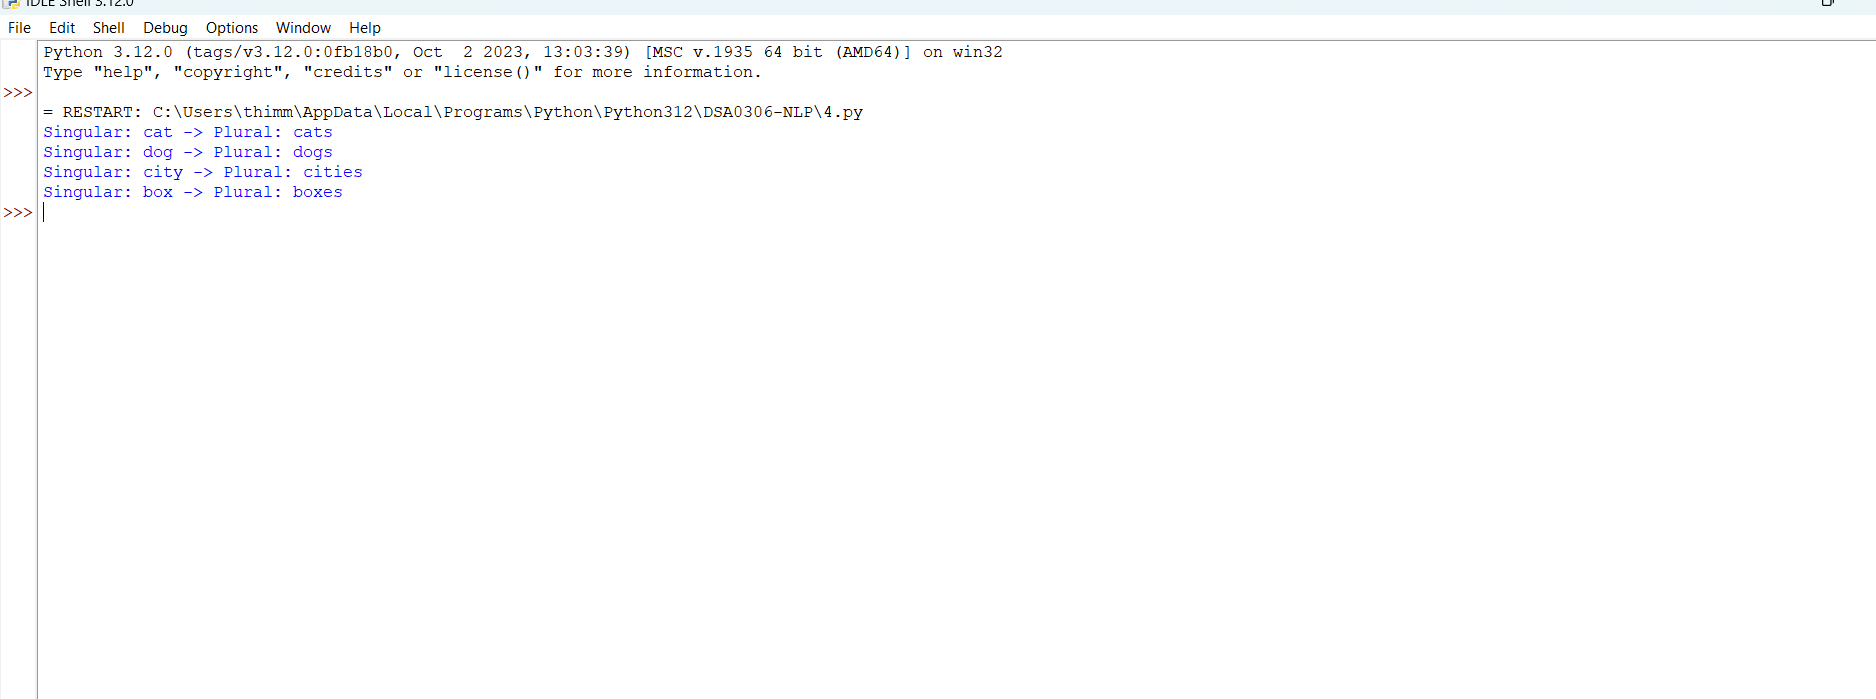 IDLE Shell 3.12.0
File Edit Shell Debug Options Window Help
Python 3.12.0 (tags/v3.12.0:0fb18b0, Oct  2 2023, 13:03:39) [MSC v.1935 64 bit (AMD64)] on win32
Type "help", "copyright", "credits" or "license()" for more information.
>>>
= RESTART: C:\Users\thimm\AppData\Local\Programs\Python\Python312\DSA0306-NLP\4.py
Singular: cat -> Plural: cats
Singular: dog -> Plural: dogs
Singular: city -> Plural: cities
Singular: box -> Plural: boxes
>>>